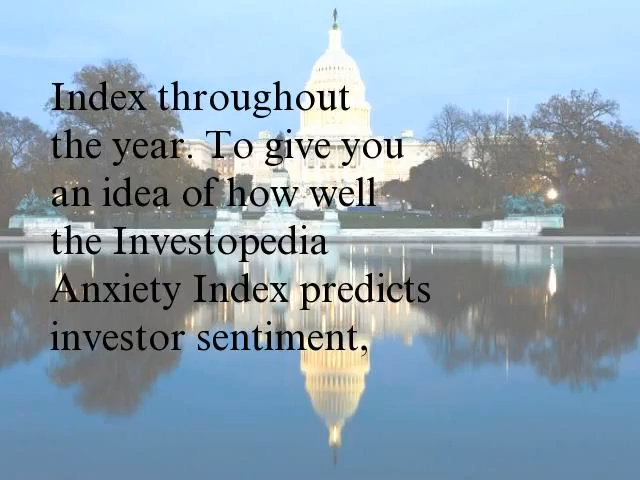 Index throughout
the year. To give you
an idea of how well
the Investopedia
Anxiety Index predicts
investor sentiment,